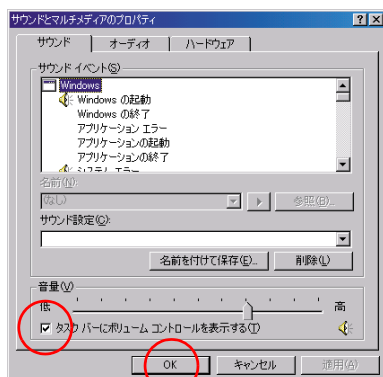 サウンドとマルチメディアのプロパティ
サウンド オーディオ ハードウェア
サウンド イベント(S)
Windows
Windows の起動
Windows の終了
アプリケーション エラー
アプリケーションの起動
アプリケーションの終了
システム エラー
名前(N):
(なし) 参照(B)...
サウンド設定(C):
名前を付けて保存(E)... 削除(L)
音量(V)
低 高
タスク バーにボリューム コントロールを表示する(T)
OK キャンセル 適用(A)